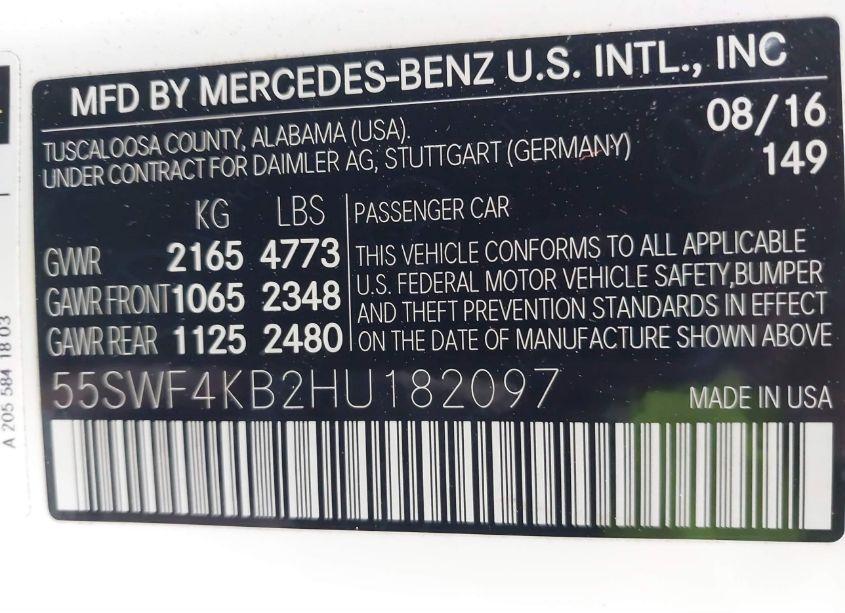 MFD BY MERCEDES-BENZ U.S. INTL., INC
TUSCALOOSA COUNTY, ALABAMA (USA).
UNDER CONTRACT FOR DAIMLER AG, STUTTGART (GERMANY)
08/16
149
KG LBS
GVWR 2165 4773
GAWR FRONT 1065 2348
GAWR REAR 1125 2480
PASSENGER CAR
THIS VEHICLE CONFORMS TO ALL APPLICABLE
U.S. FEDERAL MOTOR VEHICLE SAFETY,BUMPER
AND THEFT PREVENTION STANDARDS IN EFFECT
ON THE DATE OF MANUFACTURE SHOWN ABOVE
55SWF4KB2HU182097
MADE IN USA
A 205 584 18 03